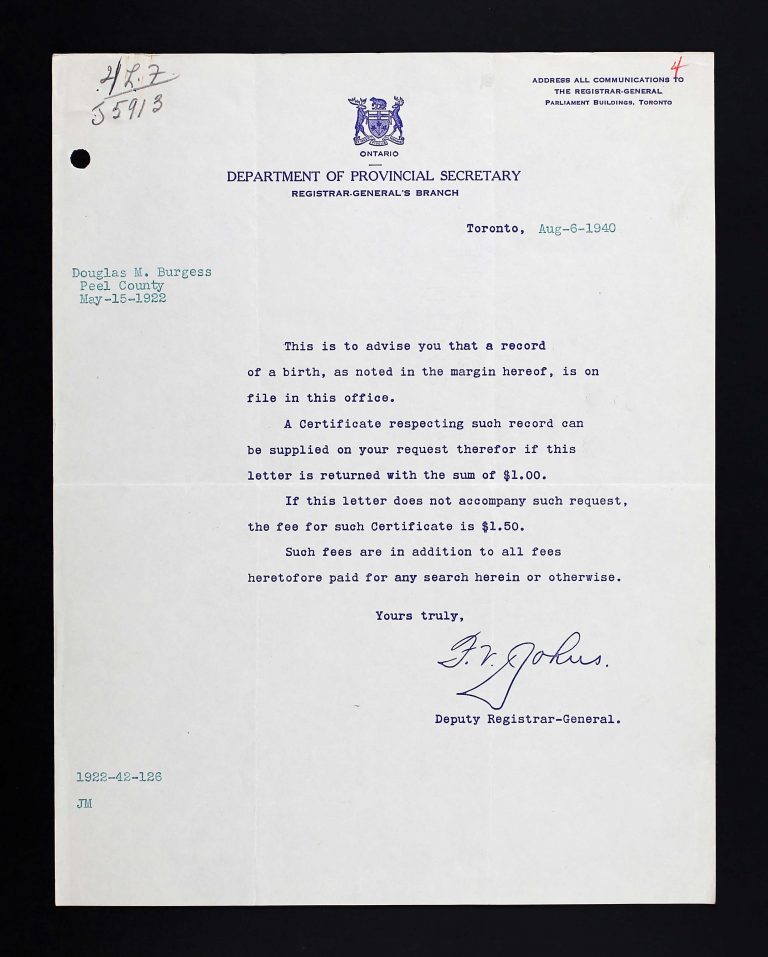 4
J5913
ADDRESS ALL COMMUNICATIONS TO
THE REGISTRAR-GENERAL
PARLIAMENT BUILDINGS, TORONTO
ONTARIO
DEPARTMENT OF PROVINCIAL SECRETARY
REGISTRAR-GENERAL'S BRANCH
Toronto, Aug-6-1940
Douglas M. Burgess
Peel County
May-15-1922
This is to advise you that a record
of a birth, as noted in the margin hereof, is on
file in this office.
A Certificate respecting such record can
be supplied on your request therefor if this
letter is returned with the sum of $1.00.
If this letter does not accompany such request,
the fee for such Certificate is $1.50.
Such fees are in addition to all fees
heretofore paid for any search herein or otherwise.
Yours truly,
F.V. Johns.
Deputy Registrar-General.
1922-42-126
JM